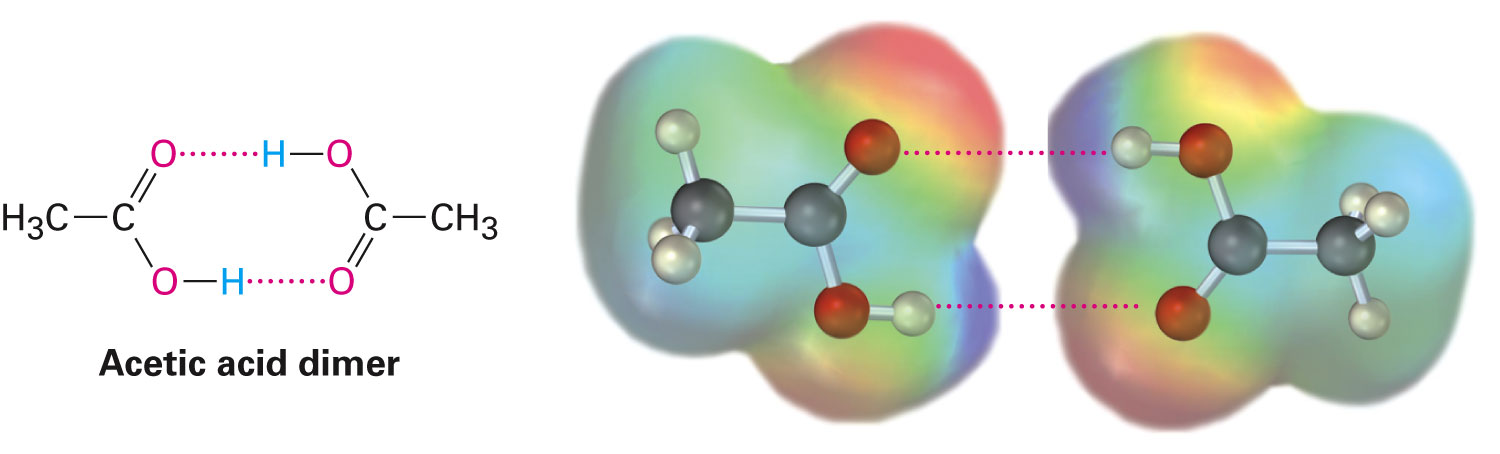 O H O
H₃C C C CH₃
O H O
Acetic acid dimer